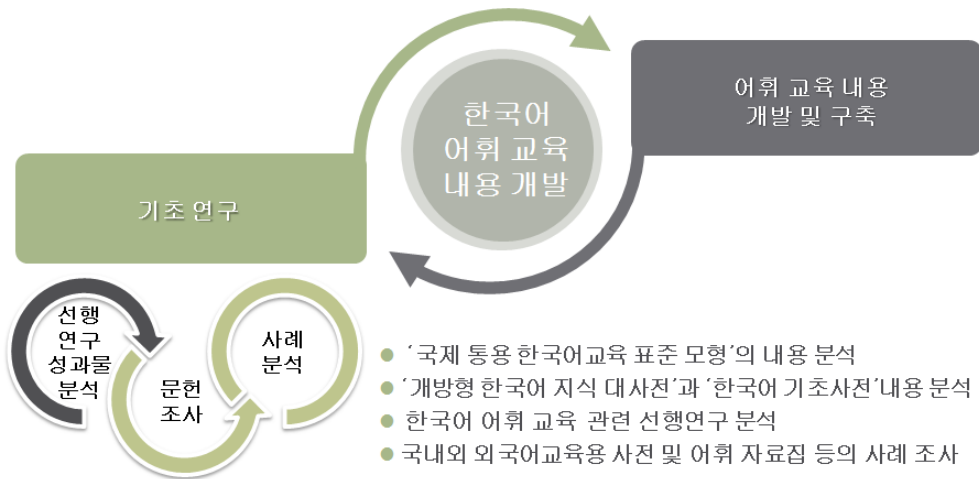 한국어
어휘 교육
내용 개발
어휘 교육 내용
개발 및 구축
기초 연구
선행
연구
성과물
분석
문헌
조사
사례
분석
‘국제 통용 한국어교육 표준 모형’의 내용 분석
‘개방형 한국어 지식 대사전’과 ‘한국어 기초사전’내용 분석
한국어 어휘 교육 관련 선행연구 분석
국내외 외국어교육용 사전 및 어휘 자료집 등의 사례 조사